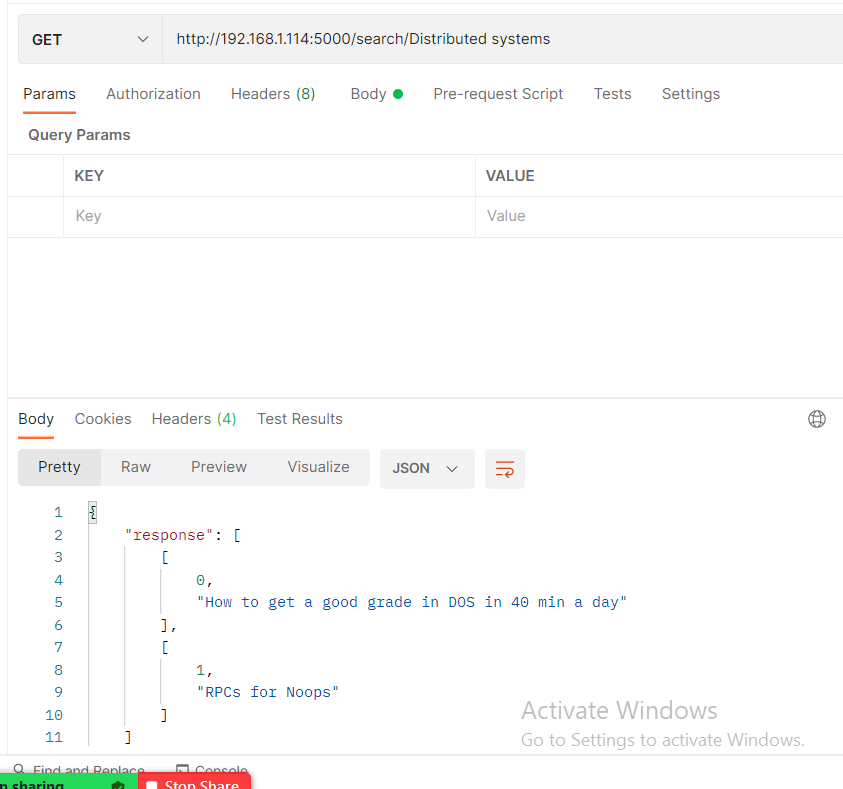 GET http://192.168.1.114:5000/search/Distributed systems
Params Authorization Headers (8) Body Pre-request Script Tests Settings
Query Params
KEY VALUE
Key Value
Body Cookies Headers (4) Test Results
Pretty Raw Preview Visualize JSON
1 {
2 "response": [
3 [
4 0,
5 "How to get a good grade in DOS in 40 min a day"
6 ],
7 [
8 1,
9 "RPCs for Noops"
10 ]
11 ]
Activate Windows
Go to Settings to activate Windows.
Find and Replace Console
n sharing Stop Share